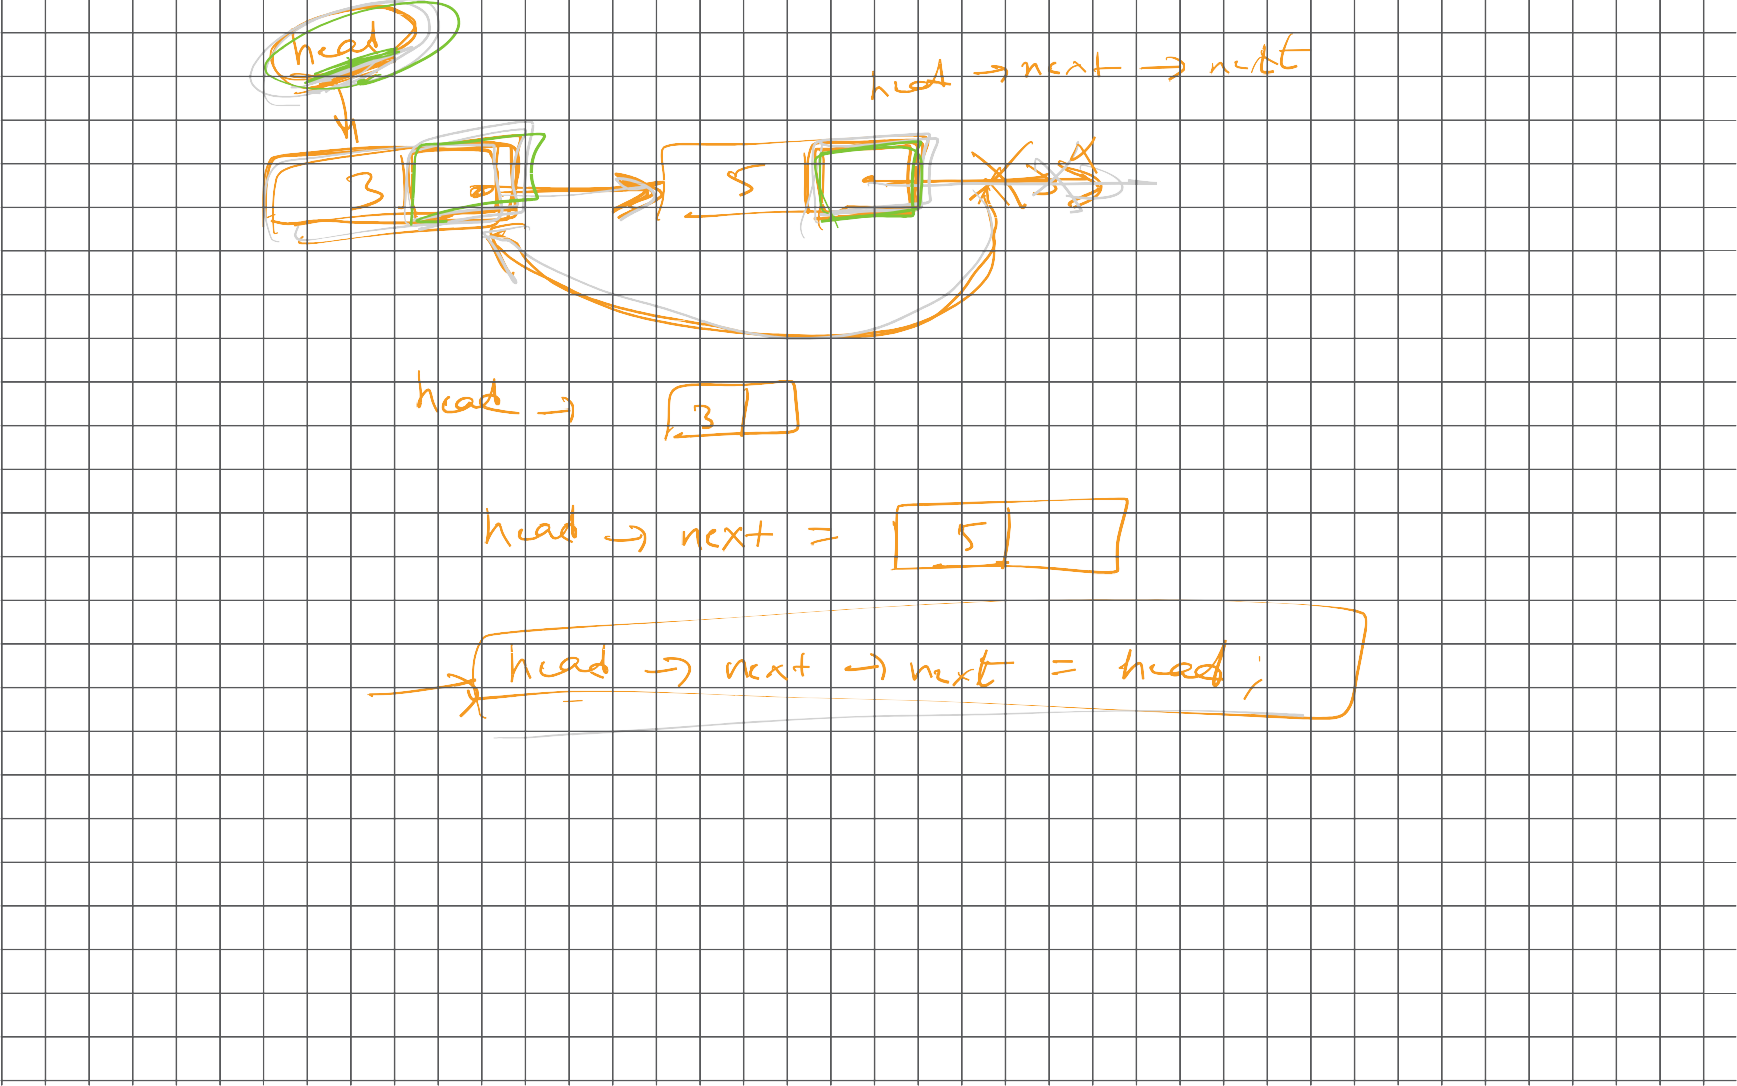 head
head → next → next
3 5
head → 3
head → next = 5
head → next → next = head;